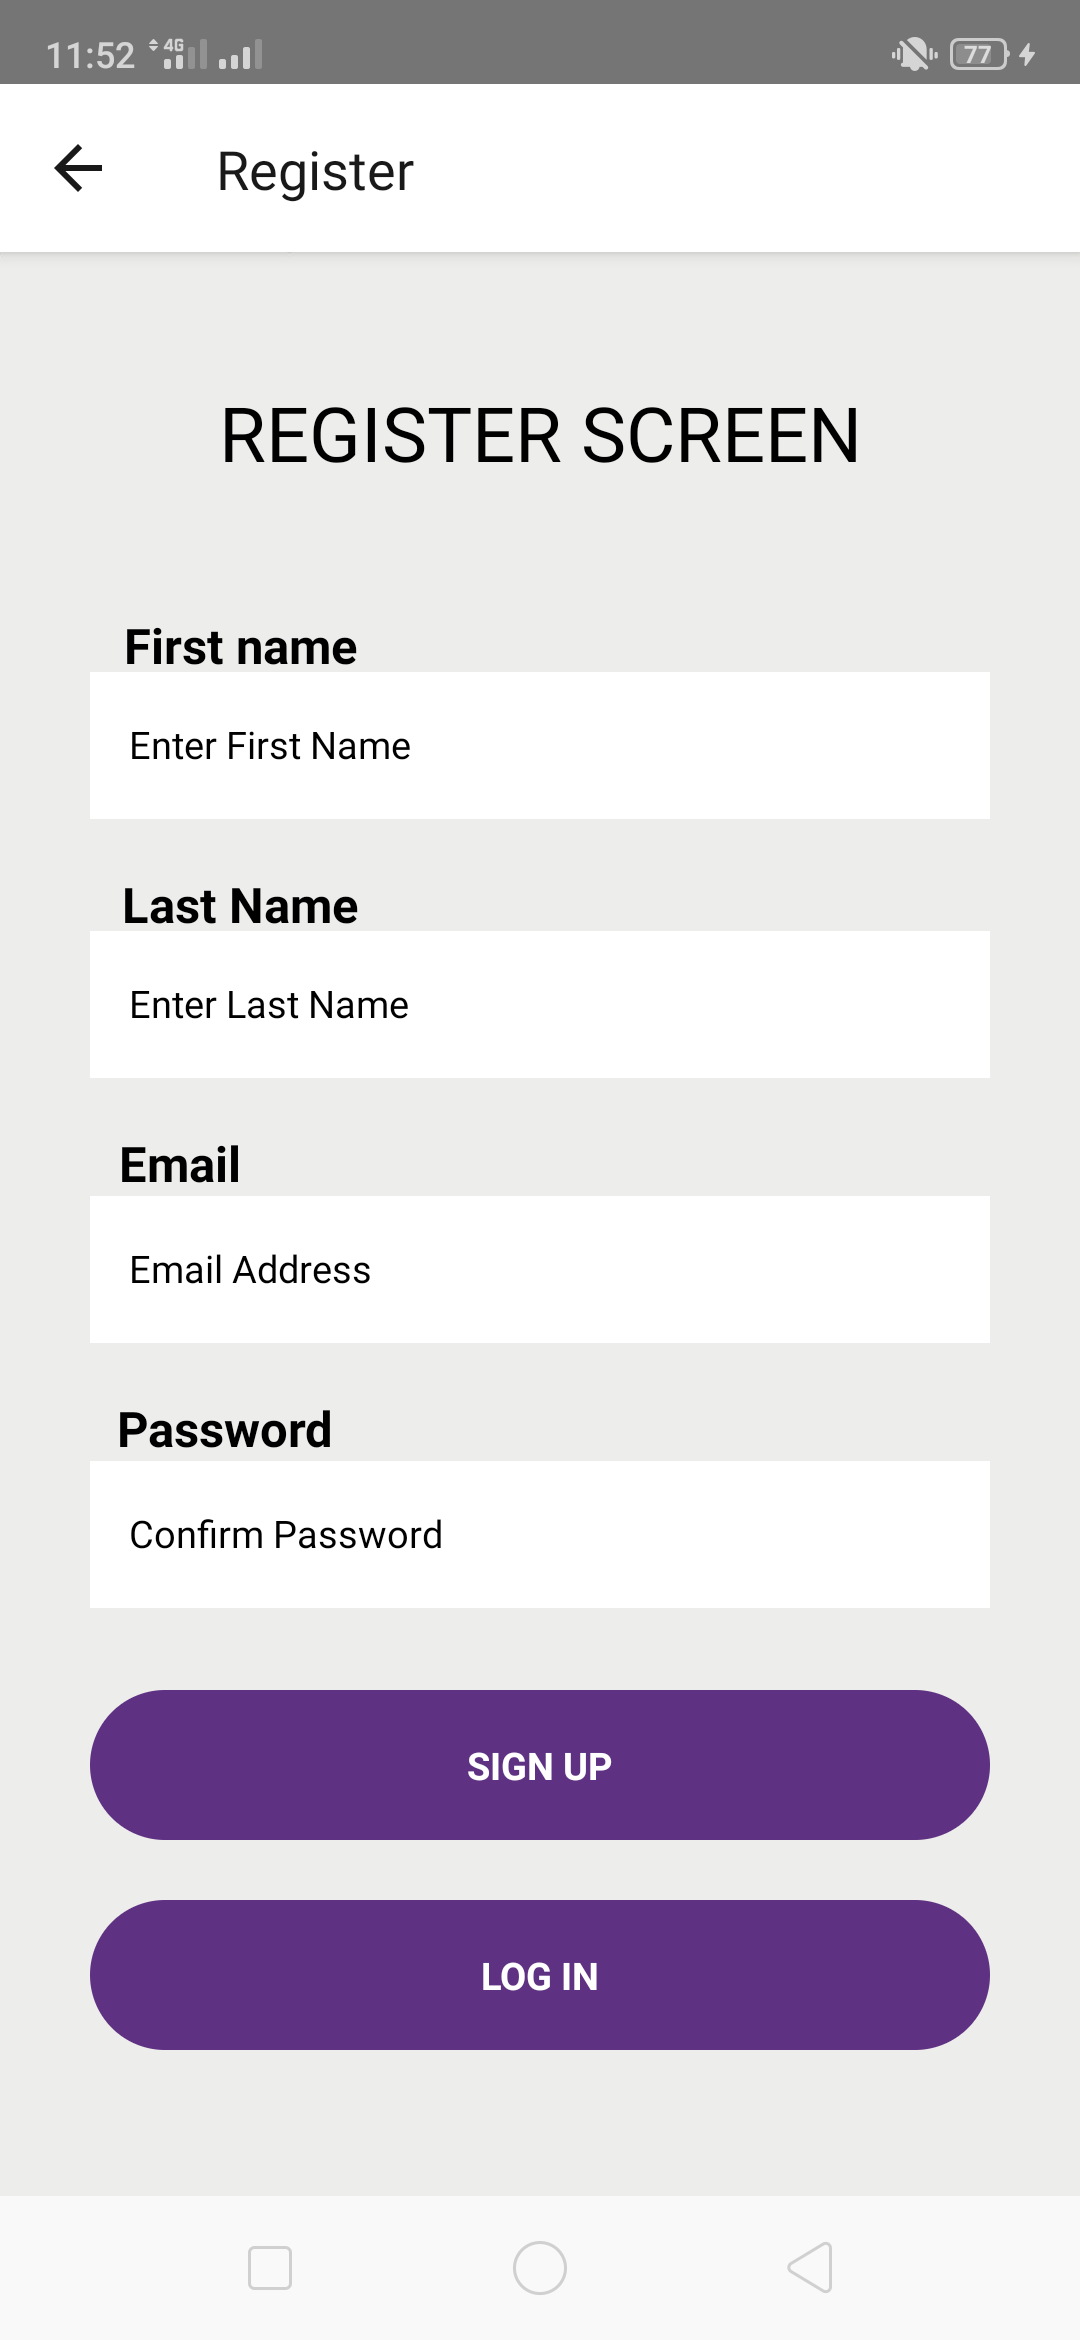 11:52 4G 77
Register
REGISTER SCREEN
First name
Enter First Name
Last Name
Enter Last Name
Email
Email Address
Password
Confirm Password
SIGN UP
LOG IN